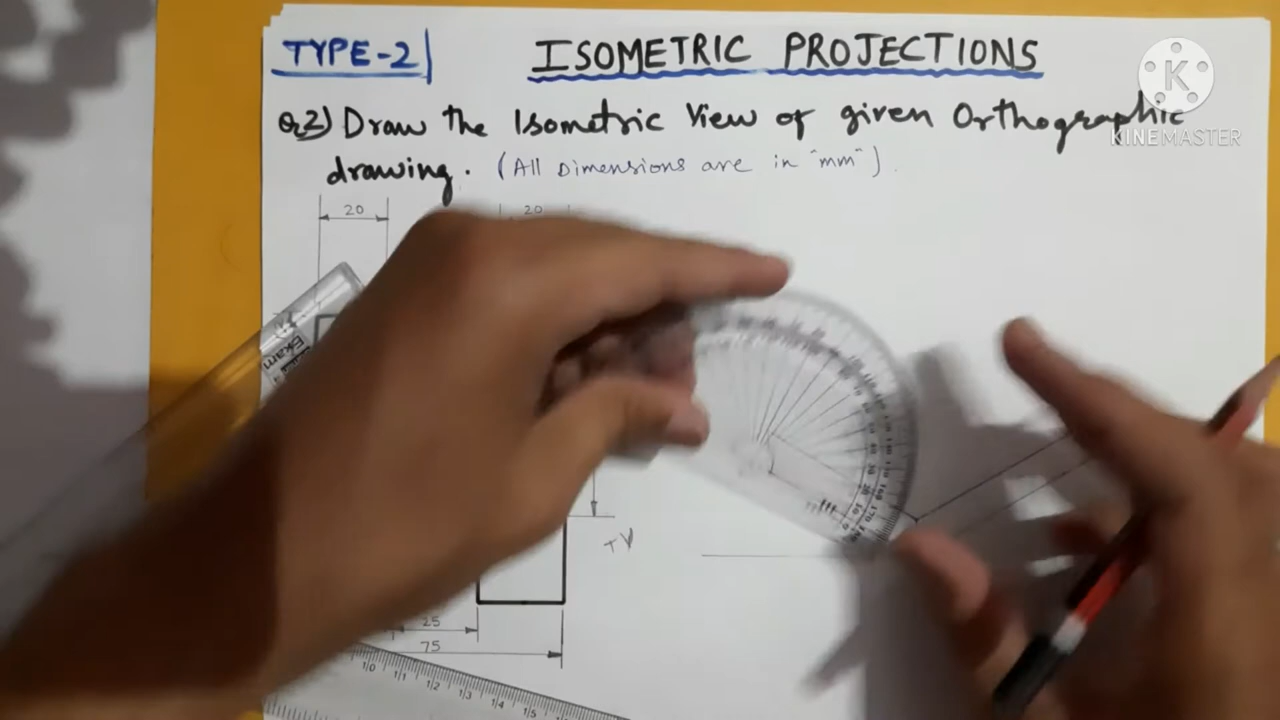 TYPE-2 ISOMETRIC PROJECTIONS
Q2) Draw the Isometric View of given Orthographic
drawing. (All Dimensions are in "mm").
K
KINEMASTER
20 20
Ekam
TV
25
75